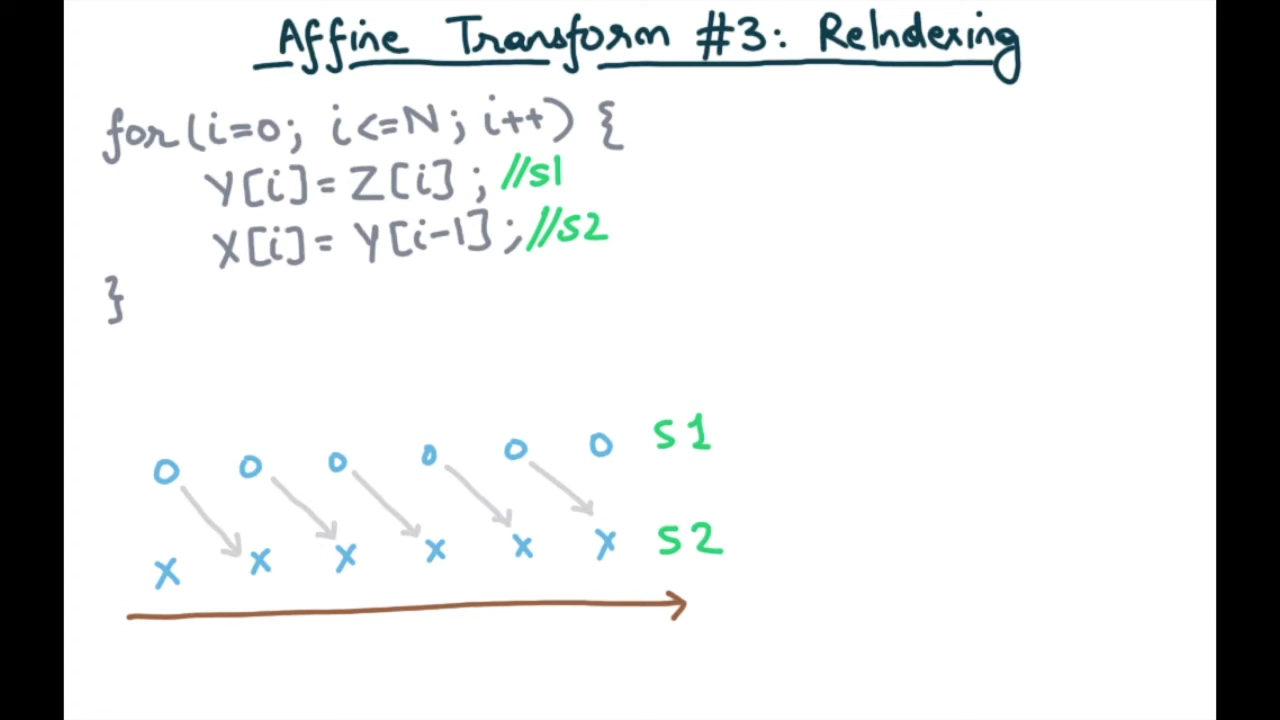 Affine Transform #3: ReIndexing
for(i=0; i<=N; i++) {
Y[i]=Z[i]; //s1
X[i]= Y[i-1]; //s2
}
o o o o o o s1
x x x x x x s2